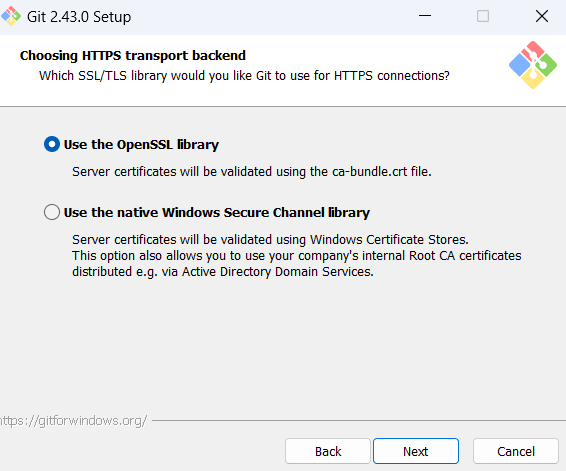 Git 2.43.0 Setup
Choosing HTTPS transport backend
Which SSL/TLS library would you like Git to use for HTTPS connections?
Use the OpenSSL library
Server certificates will be validated using the ca-bundle.crt file.
Use the native Windows Secure Channel library
Server certificates will be validated using Windows Certificate Stores.
This option also allows you to use your company's internal Root CA certificates
distributed e.g. via Active Directory Domain Services.
https://gitforwindows.org/
Back Next Cancel